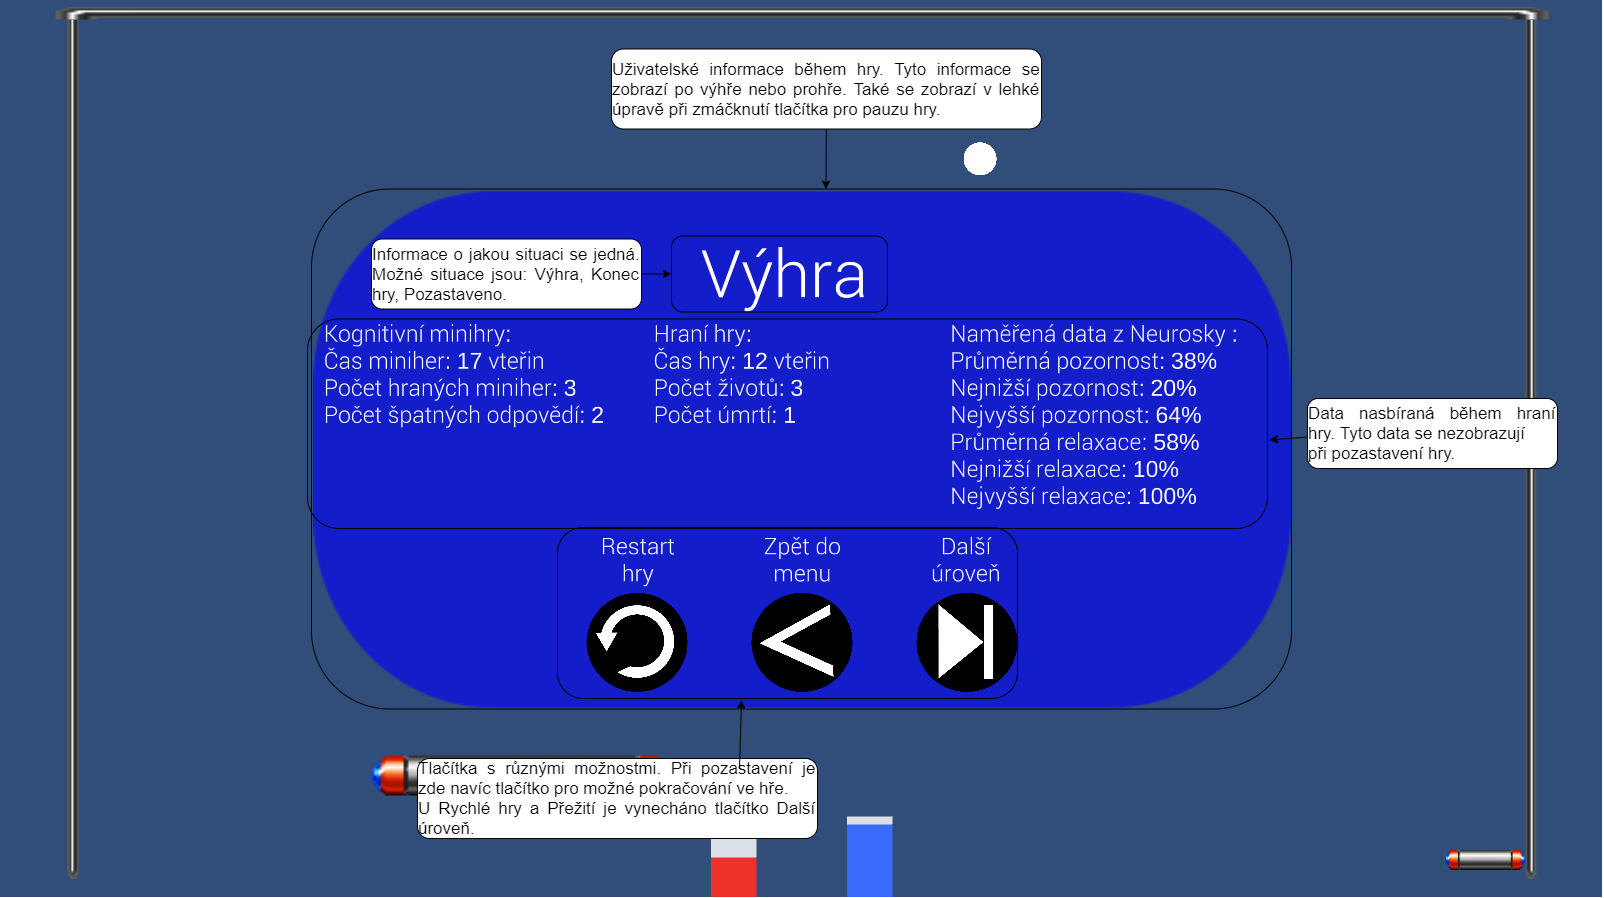 Uživatelské informace během hry. Tyto informace se
zobrazí po výhře nebo prohře. Také se zobrazí v lehké
úpravě při zmáčknutí tlačítka pro pauzu hry.
Informace o jakou situaci se jedná.
Možné situace jsou: Výhra, Konec
hry, Pozastaveno.
Výhra
Kognitivní minihry:
Čas miniher: 17 vteřin
Počet hraných miniher: 3
Počet špatných odpovědí: 2
Hraní hry:
Čas hry: 12 vteřin
Počet životů: 3
Počet úmrtí: 1
Naměřená data z Neurosky :
Průměrná pozornost: 38%
Nejnižší pozornost: 20%
Nejvyšší pozornost: 64%
Průměrná relaxace: 58%
Nejnižší relaxace: 10%
Nejvyšší relaxace: 100%
Data nasbíraná během hraní
hry. Tyto data se nezobrazují
při pozastavení hry.
Restart
hry
Zpět do
menu
Další
úroveň
Tlačítka s různými možnostmi. Při pozastavení je
zde navíc tlačítko pro možné pokračování ve hře.
U Rychlé hry a Přežití je vynecháno tlačítko Další
úroveň.